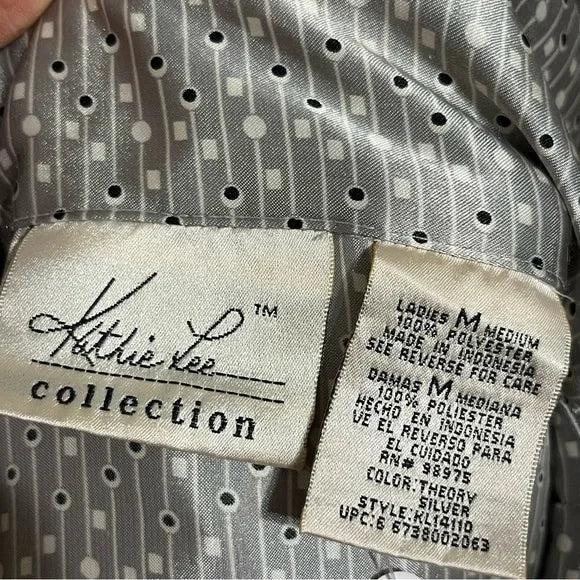 Kathie Lee™
collection
LADIES M MEDIUM
100% POLYESTER
MADE IN INDONESIA
SEE REVERSE FOR CARE
DAMAS M MEDIANA
100% POLIESTER
HECHO EN INDONESIA
VE EL REVERSO PARA
EL CUIDADO
RN# 98975
COLOR:THEORY
SILVER
STYLE:KL14110
UPC:6 6738002063